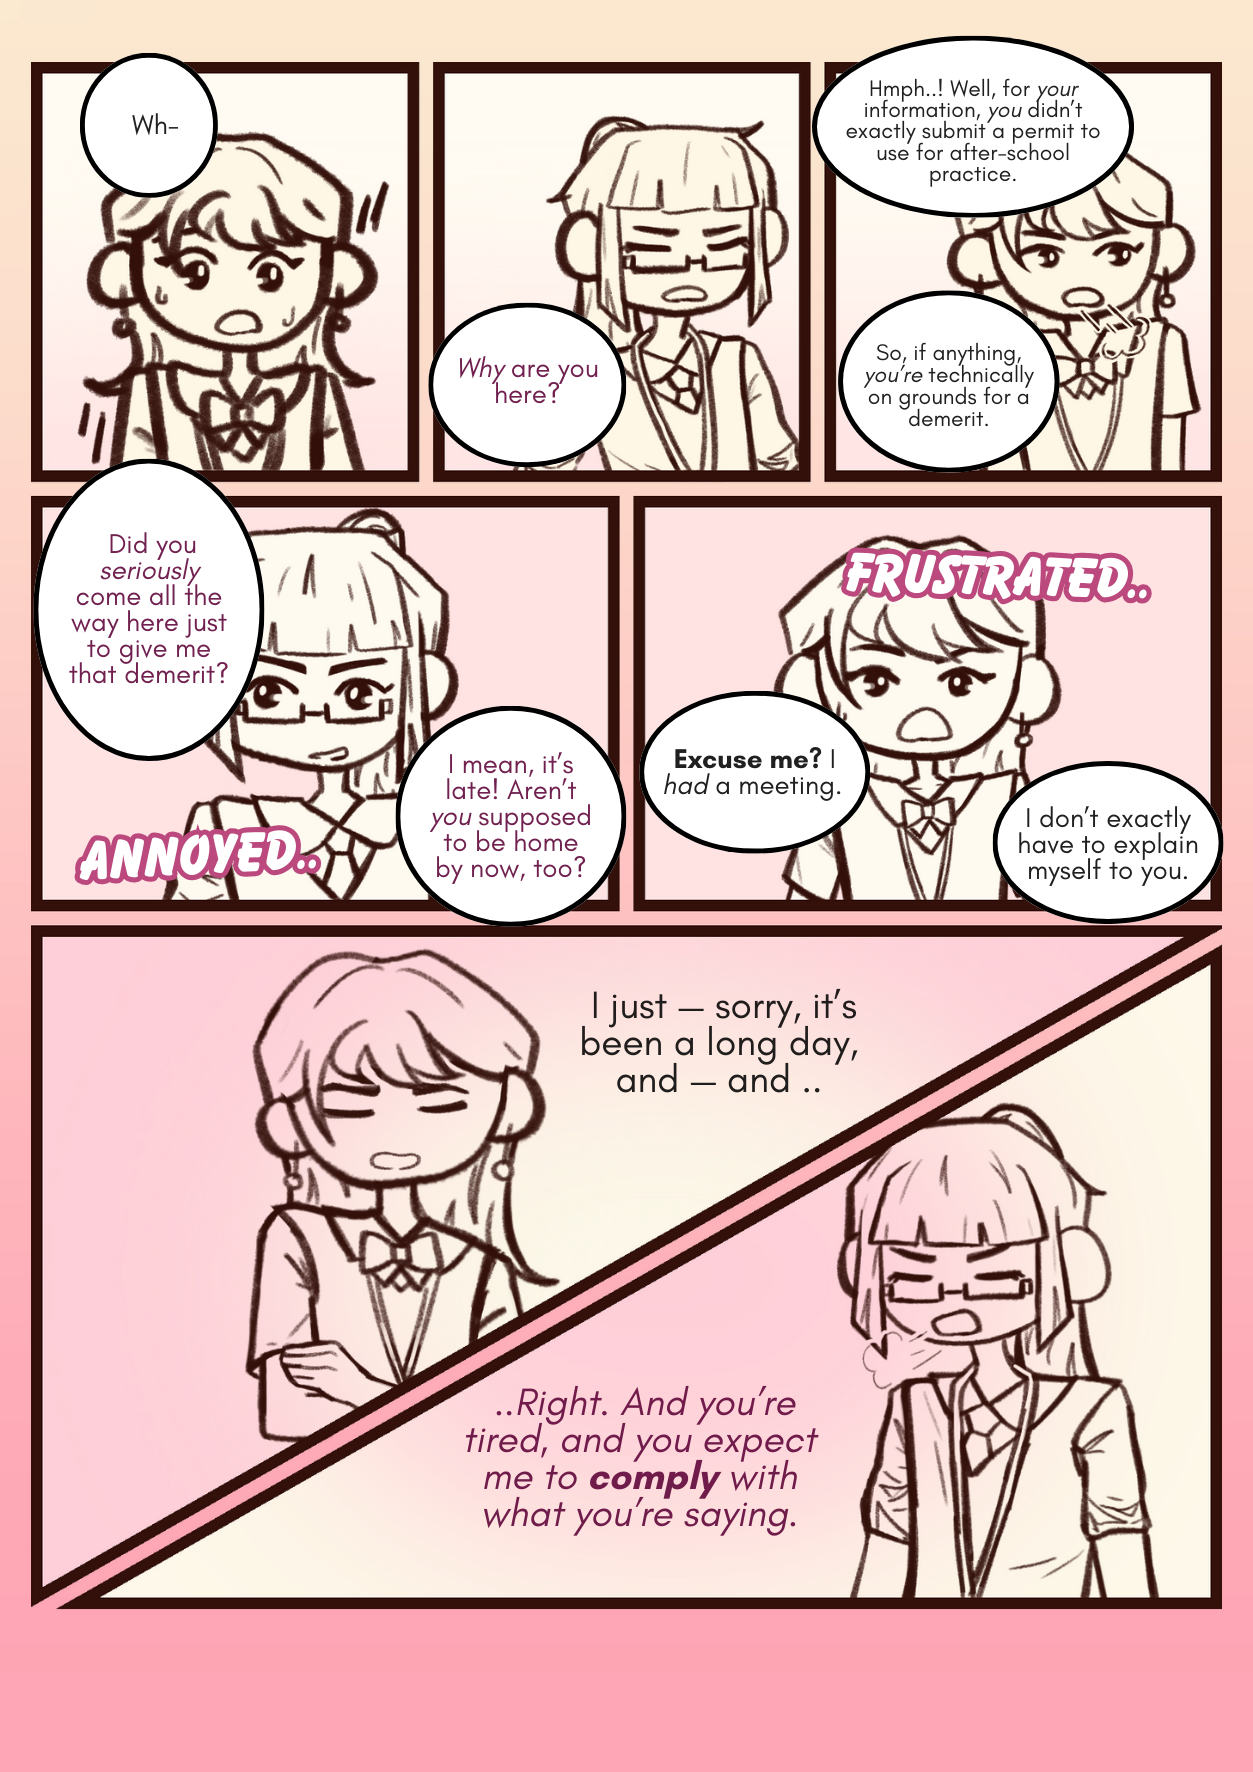 Wh-
Why are you
here?
Hmph..! Well, for your
information, you didn't
exactly submit a permit to
use for after-school
practice.
So, if anything,
you're technically
on grounds for a
demerit.
Did you
seriously
come all the
way here just
to give me
that demerit?
ANNOYED..
I mean, it's
late! Aren't
you supposed
to be home
by now, too?
FRUSTRATED..
Excuse me? I
had a meeting.
I don't exactly
have to explain
myself to you.
I just — sorry, it's
been a long day,
and — and ..
..Right. And you're
tired, and you expect
me to comply with
what you're saying.